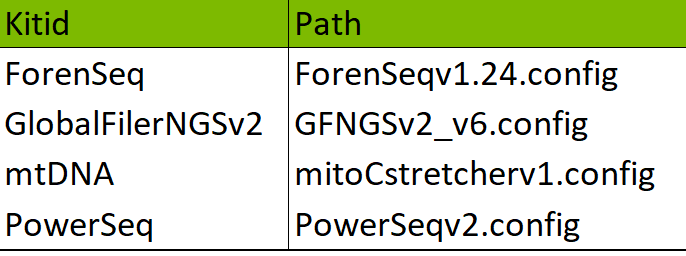 Kitid Path
ForenSeq ForenSeqv1.24.config
GlobalFilerNGSv2 GFNGSv2_v6.config
mtDNA mitoCstretcherv1.config
PowerSeq PowerSeqv2.config